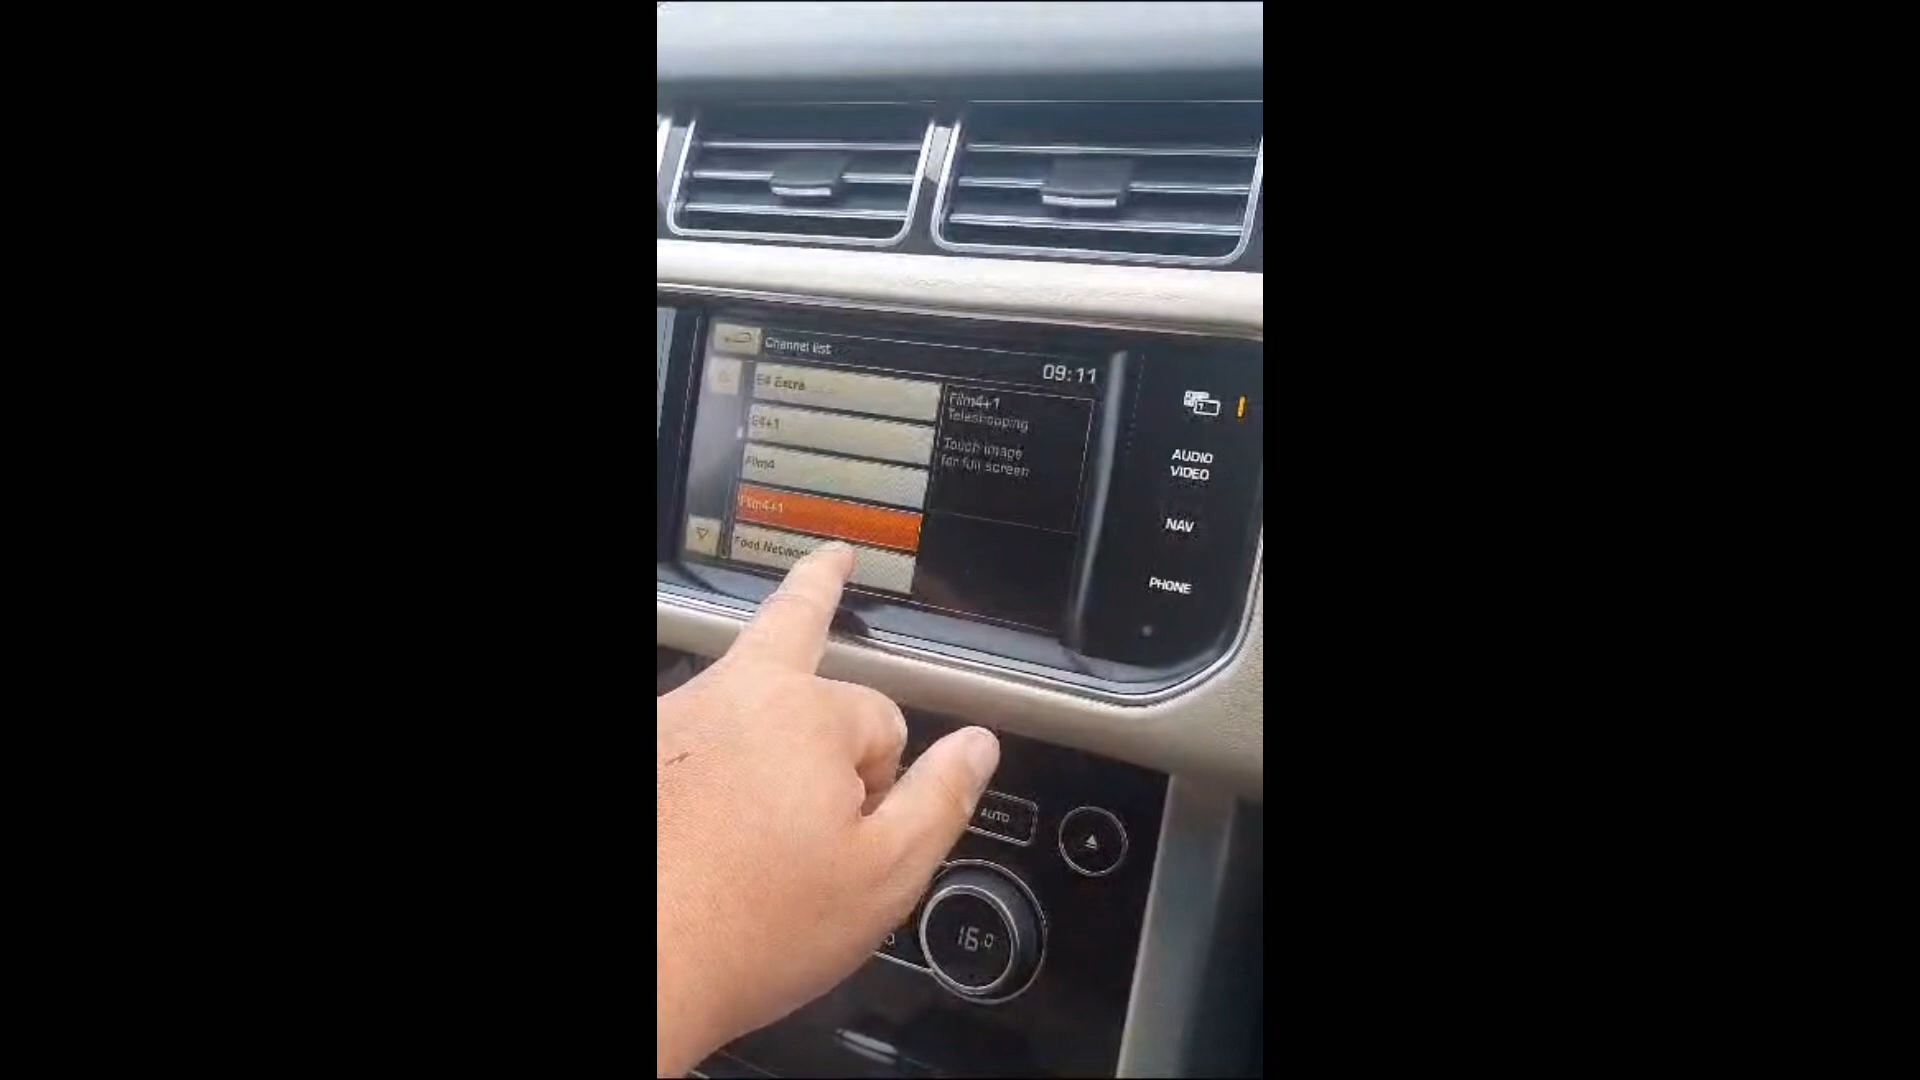 Channel list
09:11
E4 Extra
E4+1
Film4
Film4+1
Food Network
Film4+1
Teleshopping
Touch image
for full screen
AUDIO
VIDEO
NAV
PHONE
AUTO
16.0